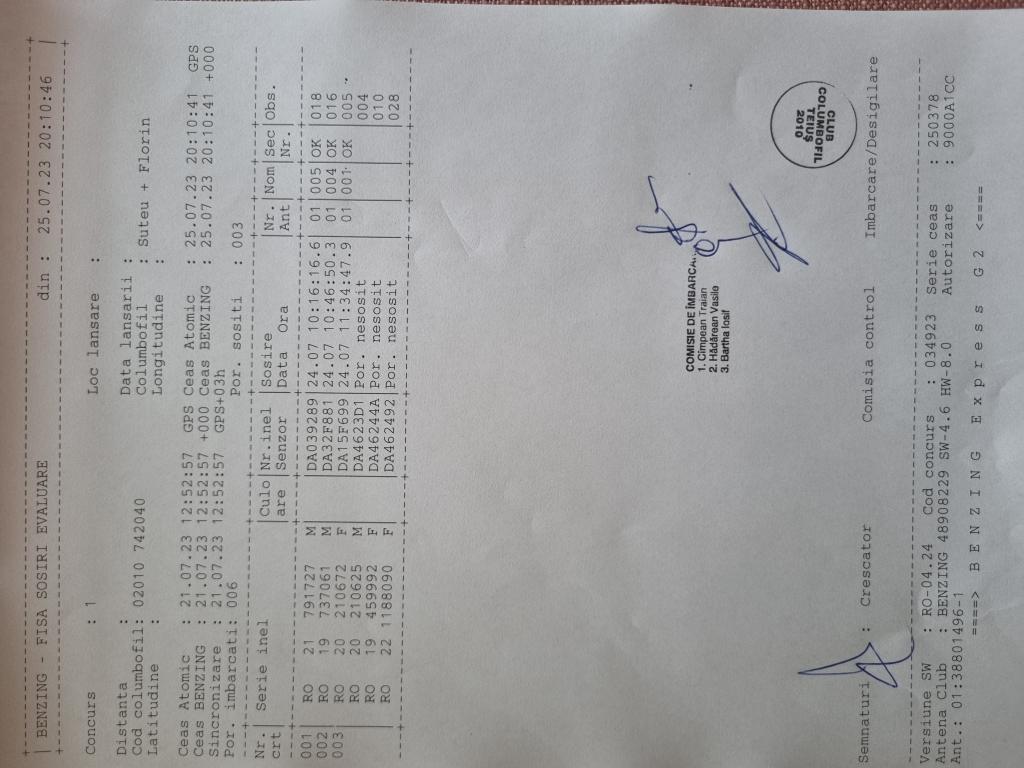 BENZING - FISA SOSIRI EVALUARE din : 25.07.23 20:10:46
Concurs : 1 Loc lansare :
Distanta : Data lansarii :
Cod columbofil: 02010 742040 Columbofil : Suteu + Florin
Latitudine : Longitudine :
Ceas Atomic : 21.07.23 12:52:57 GPS Ceas Atomic : 25.07.23 20:10:41 GPS
Ceas BENZING : 21.07.23 12:52:57 +000 Ceas BENZING : 25.07.23 20:10:41 +000
Sincronizare : 21.07.23 12:52:57 GPS+03h
Por. imbarcati: 006 Por. sositi : 003
Nr. | Serie inel |Culo|Nr.inel |Sosire |Nr. |Nom|Sec|Obs.
crt |are |Senzor |Data Ora |Ant | |Nr.|
001 | RO 21 791727 M | |DA039289|24.07 10:16:16.6|01 |005|OK |018
002 | RO 19 737061 M | |DA32F881|24.07 10:46:50.3|01 |004|OK |016
003 | RO 20 210672 F | |DA15F699|24.07 11:34:47.9|01 |001|OK |005
| RO 20 210625 M | |DA4623D1|Por. nesosit | | | |004
| RO 19 459992 F | |DA46244A|Por. nesosit | | | |010
| RO 22 1188090 F | |DA462492|Por. nesosit | | | |028
COMISIE DE ÎMBARCA
1. Cîmpean Traian
2. Hădărean Vasile
3. Bartha Iosif
CLUB
COLUMBOFIL
TEIUȘ
2010
Semnaturi : Crescator Comisia control Imbarcare/Desigilare
Versiune SW : RO-04.24 Cod concurs : 034923 Serie ceas : 250378
Antena Club : BENZING 48908229 SW-4.6 HW-8.0 Autorizare : 9000A1CC
Ant.: 01:38801496-1
====> B E N Z I N G E x p r e s s G 2 <====